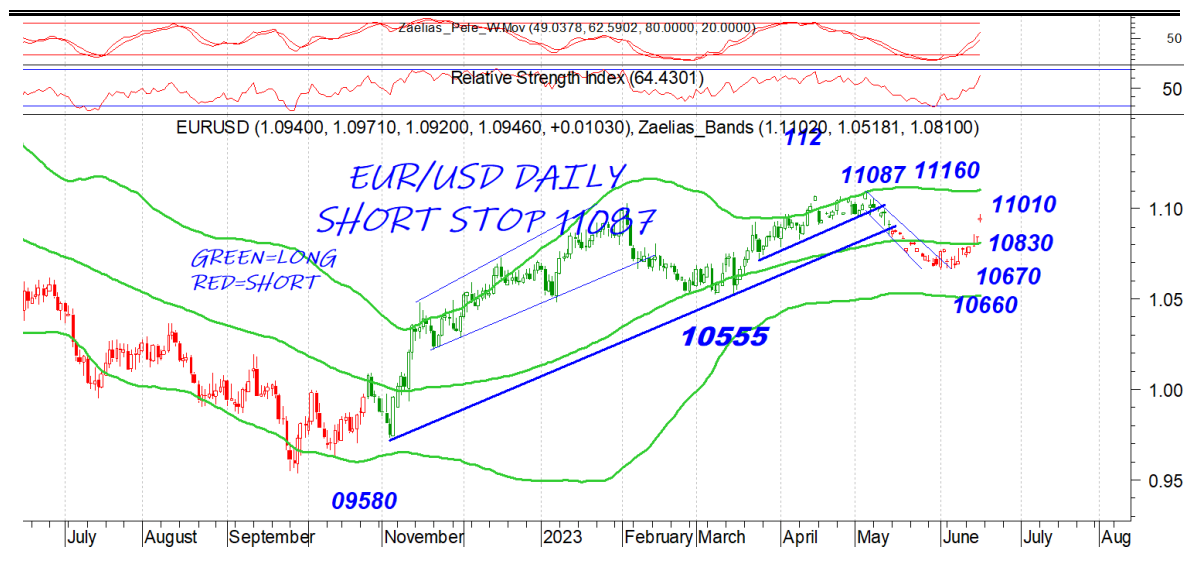 Zaelias_Pele_W.Mov (49.0378, 62.5902, 80.0000, 20.0000)
50
Relative Strength Index (64.4301)
50
EURUSD (1.09400, 1.09710, 1.09200, 1.09460, +0.01030), Zaelias_Bands (1.11020, 1.05181, 1.08100)
112
EUR/USD DAILY
SHORT STOP 11087
11087 11160
11010
1.10
GREEN=LONG
RED=SHORT
10830
10670
10660
1.05
10555
1.00
0.95
09580
July August September November 2023 February March April May June July Aug